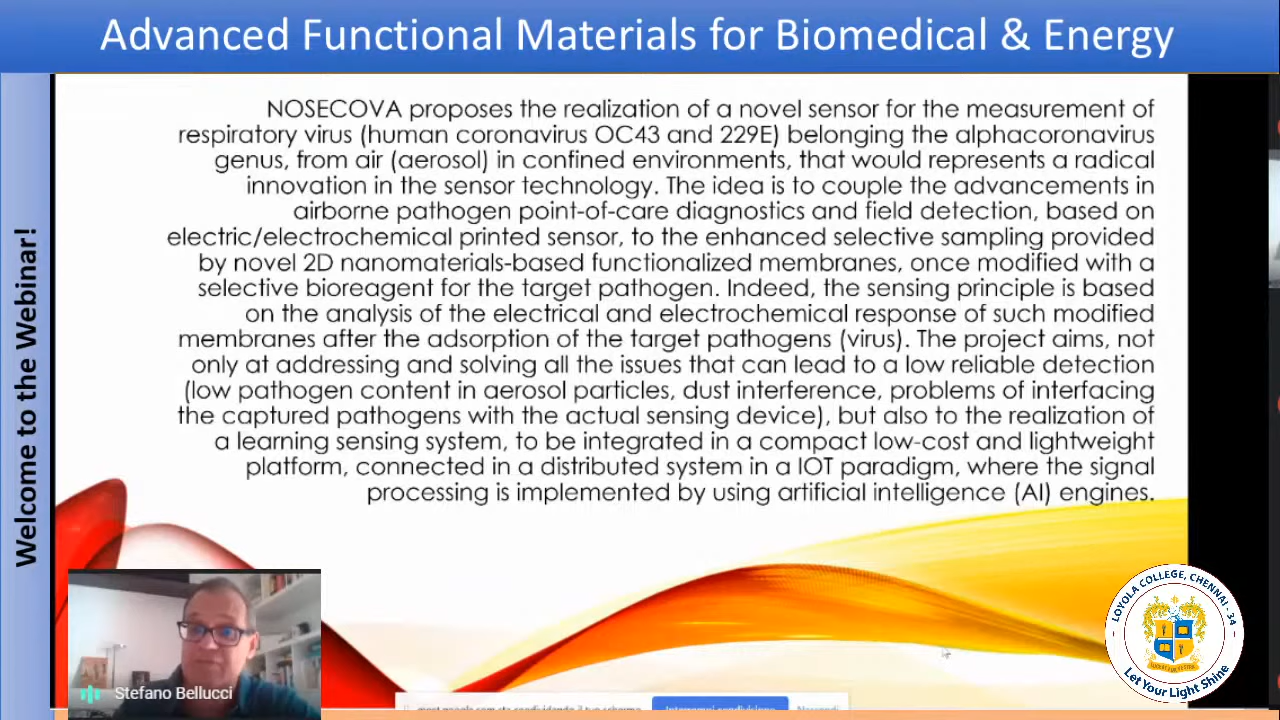 Advanced Functional Materials for Biomedical & Energy
Welcome to the Webinar!
NOSECOVA proposes the realization of a novel sensor for the measurement of
respiratory virus (human coronavirus OC43 and 229E) belonging the alphacoronavirus
genus, from air (aerosol) in confined environments, that would represents a radical
innovation in the sensor technology. The idea is to couple the advancements in
airborne pathogen point-of-care diagnostics and field detection, based on
electric/electrochemical printed sensor, to the enhanced selective sampling provided
by novel 2D nanomaterials-based functionalized membranes, once modified with a
selective bioreagent for the target pathogen. Indeed, the sensing principle is based
on the analysis of the electrical and electrochemical response of such modified
membranes after the adsorption of the target pathogens (virus). The project aims, not
only at addressing and solving all the issues that can lead to a low reliable detection
(low pathogen content in aerosol particles, dust interference, problems of interfacing
the captured pathogens with the actual sensing device), but also to the realization of
a learning sensing system, to be integrated in a compact low-cost and lightweight
platform, connected in a distributed system in a IOT paradigm, where the signal
processing is implemented by using artificial intelligence (AI) engines.
Stefano Bellucci
LOYOLA COLLEGE, CHENNAI - 34
Let Your Light Shine